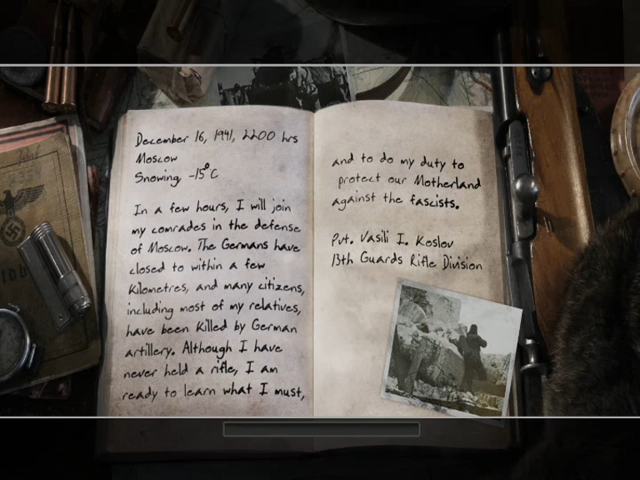 December 16, 1941, 2200 hrs
Moscow
Snowing, -15°C
In a few hours, I will join
my comrades in the defense
of Moscow. The Germans have
closed to within a few
kilometres, and many citizens,
including most of my relatives,
have been killed by German
artillery. Although I have
never held a rifle, I am
ready to learn what I must,
and to do my duty to
protect our Motherland
against the fascists.
Pvt. Vasili I. Koslov
13th Guards Rifle Division